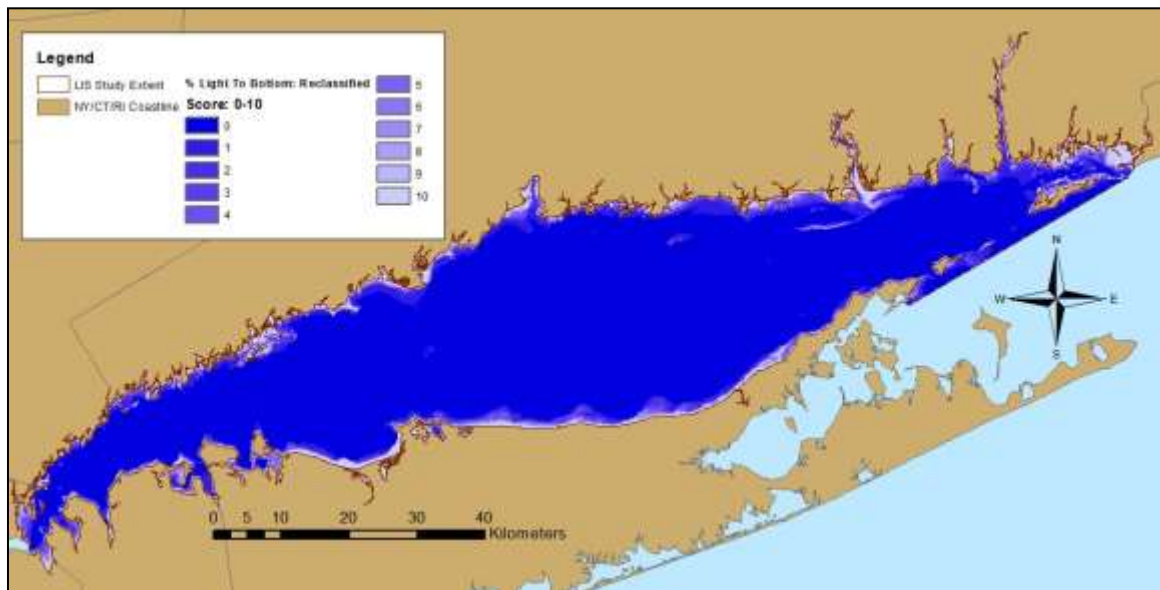 Legend
LIS Study Extent
NY/CT/RI Coastline
% Light To Bottom: Reclassified
Score: 0-10
0
1
2
3
4
5
6
7
8
9
10
N
W E
S
0 5 10 20 30 40
Kilometers